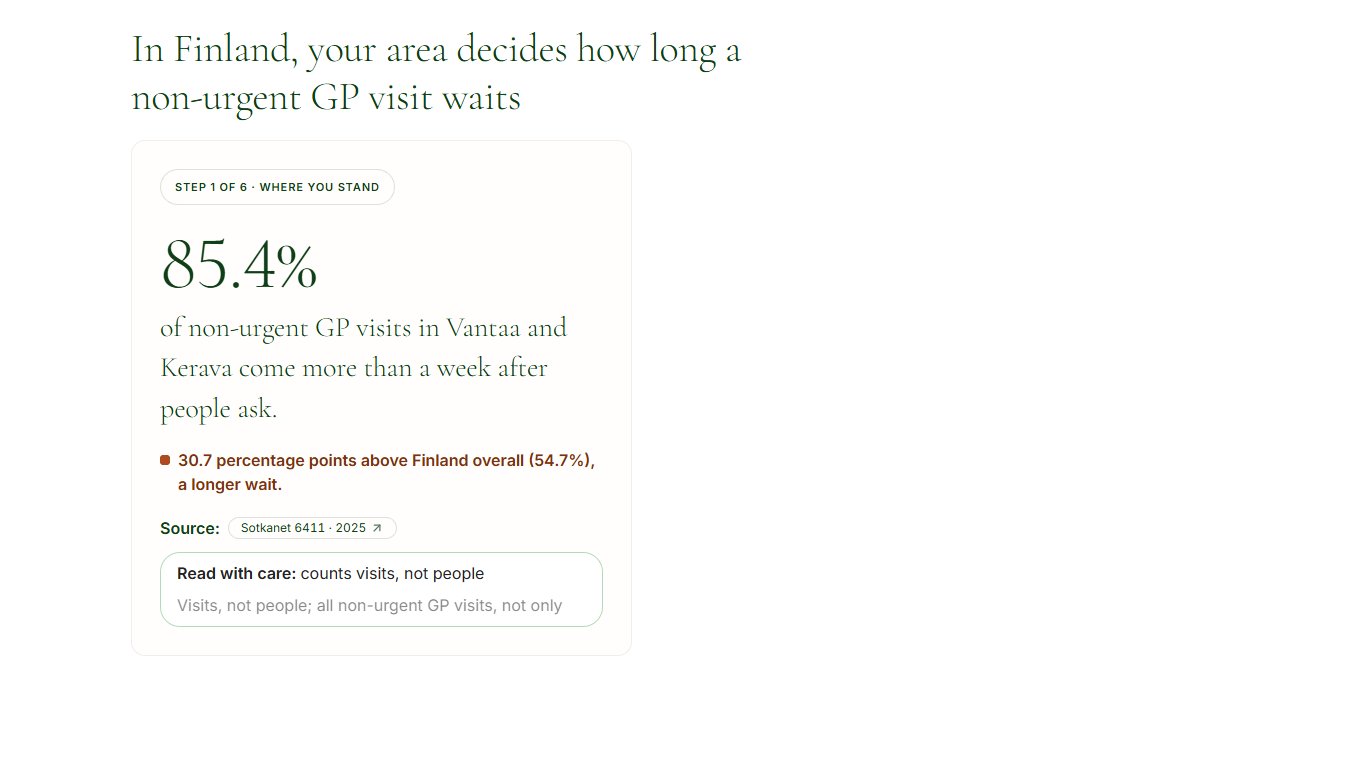 In Finland, your area decides how long a
non-urgent GP visit waits
STEP 1 OF 6 · WHERE YOU STAND
85.4%
of non-urgent GP visits in Vantaa and
Kerava come more than a week after
people ask.
30.7 percentage points above Finland overall (54.7%),
a longer wait.
Source: Sotkanet 6411 · 2025 ↗
Read with care: counts visits, not people
Visits, not people; all non-urgent GP visits, not only